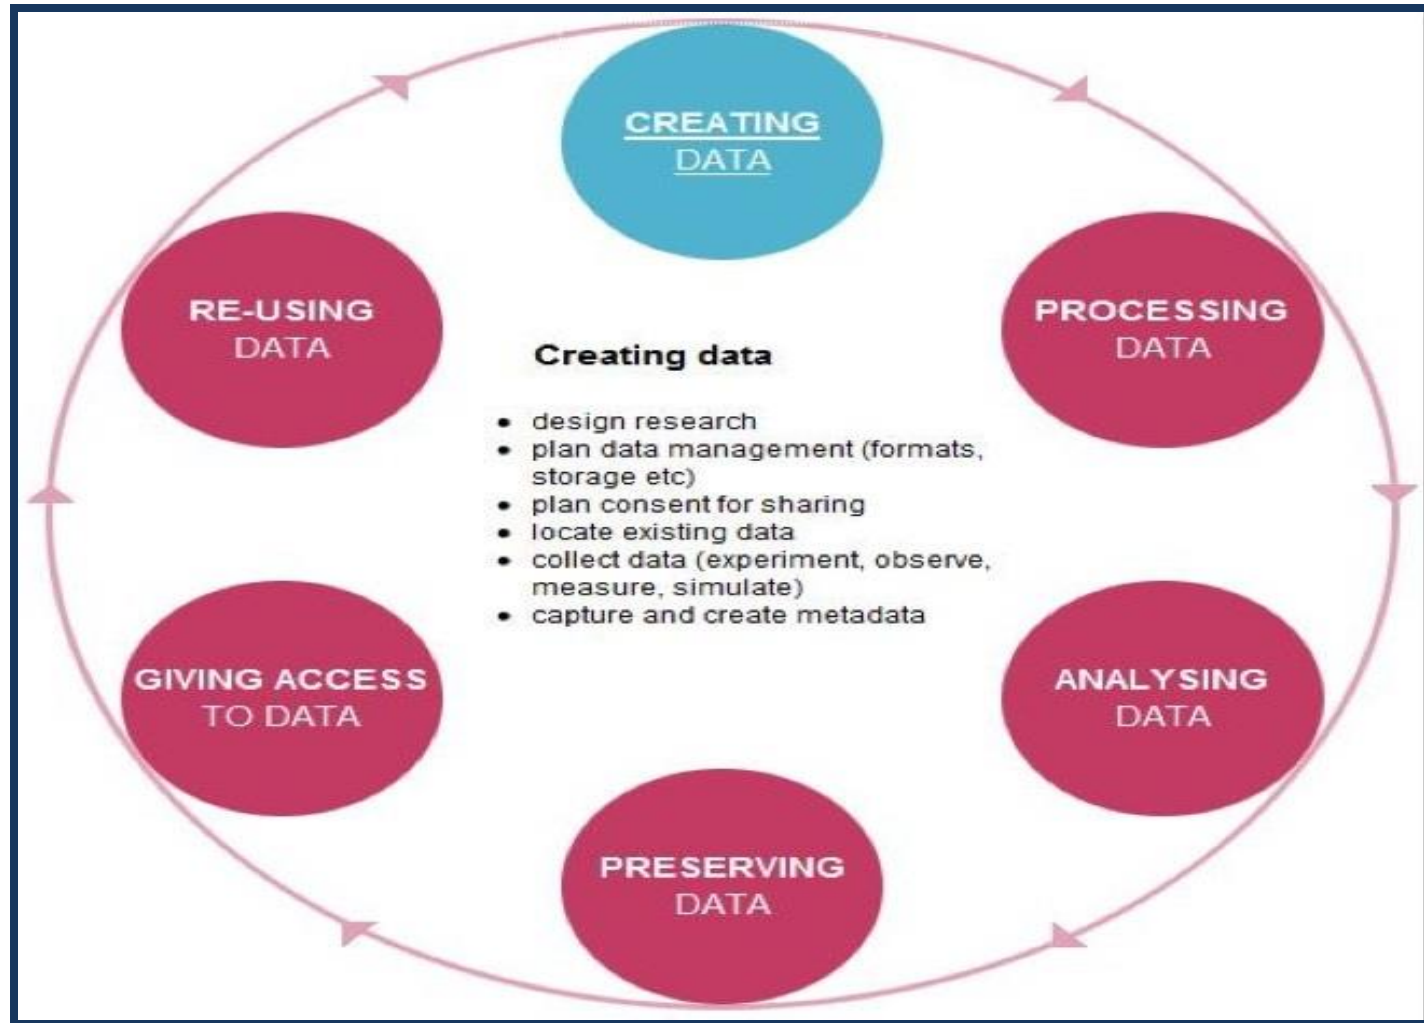 CREATING
DATA
RE-USING
DATA
PROCESSING
DATA
Creating data
• design research
• plan data management (formats,
storage etc)
• plan consent for sharing
• locate existing data
• collect data (experiment, observe,
measure, simulate)
• capture and create metadata
GIVING ACCESS
TO DATA
ANALYSING
DATA
PRESERVING
DATA